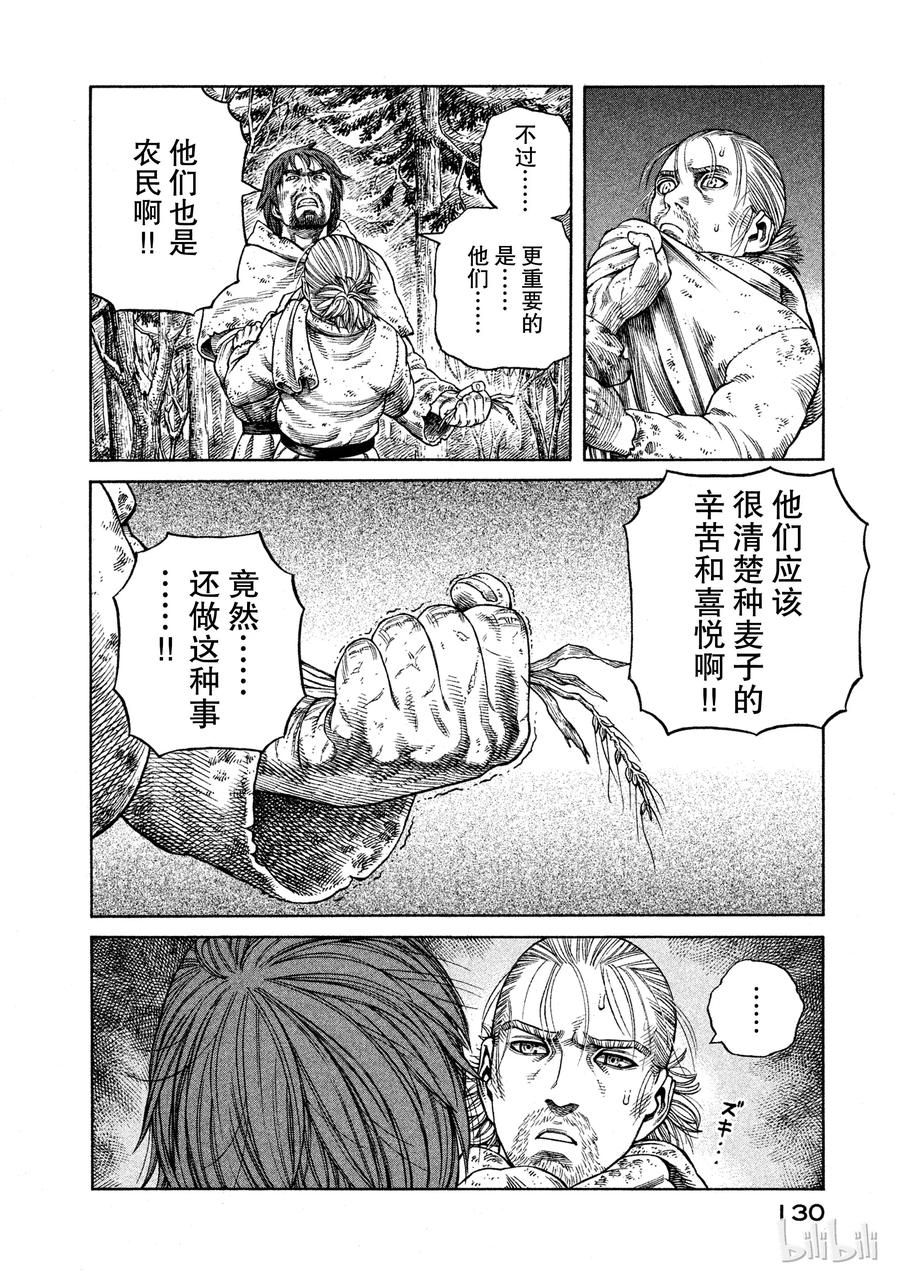 不过……
更重要的
是……
他们……
他们也是
农民啊!!
他们应该
很清楚种麦子的
辛苦和喜悦啊!!
竟然……
还做这种事
……!!
……
ズキ…
130
bilibili